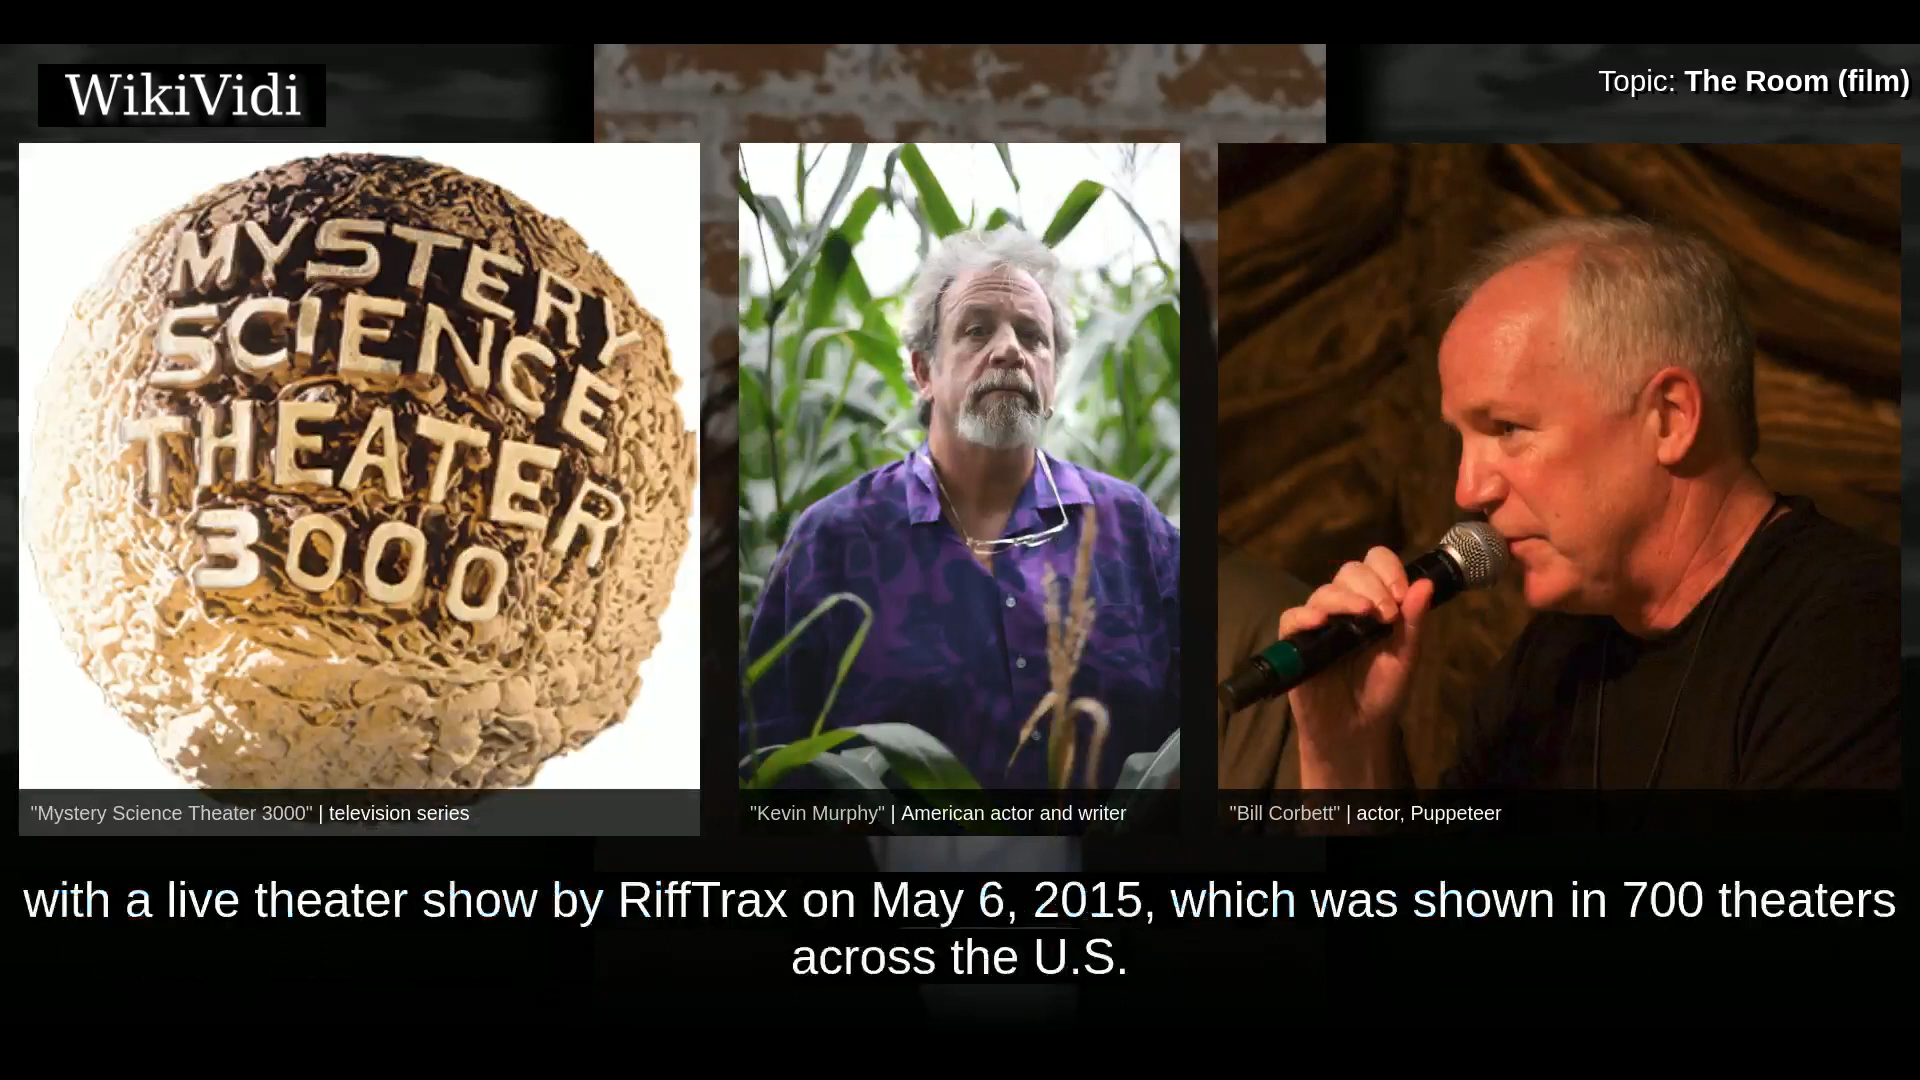 WikiVidi
Topic: The Room (film)
MYSTERY
SCIENCE
THEATER
3000
"Mystery Science Theater 3000" | television series
"Kevin Murphy" | American actor and writer
"Bill Corbett" | actor, Puppeteer
with a live theater show by RiffTrax on May 6, 2015, which was shown in 700 theaters
across the U.S.